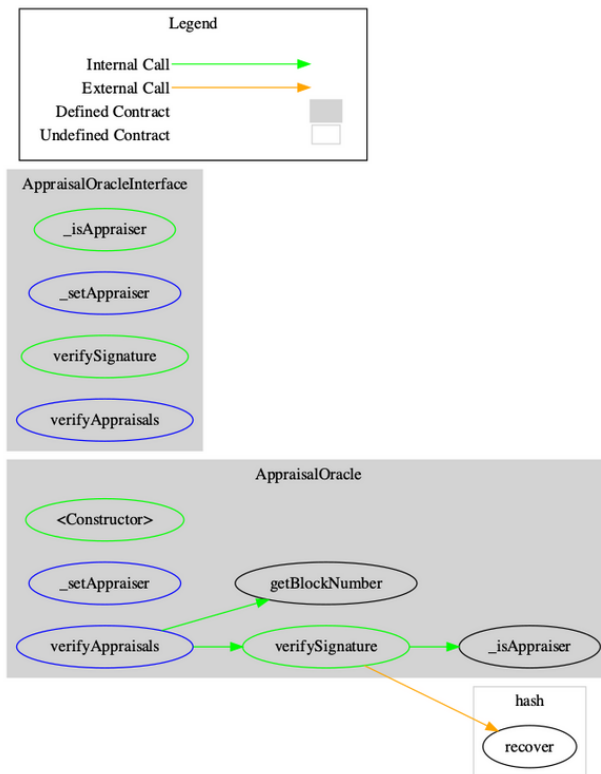 Legend
Internal Call
External Call
Defined Contract
Undefined Contract
AppraisalOracleInterface
_isAppraiser
_setAppraiser
verifySignature
verifyAppraisals
AppraisalOracle
<Constructor>
_setAppraiser
getBlockNumber
verifyAppraisals
verifySignature
_isAppraiser
hash
recover